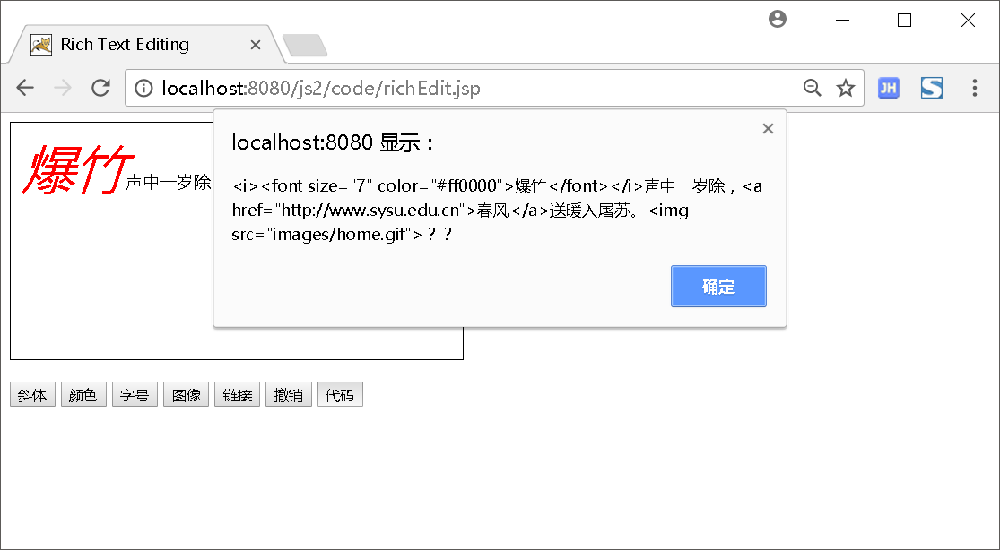 Rich Text Editing
localhost:8080/js2/code/richEdit.jsp
JH
S
localhost:8080 显示：
<i><font size="7" color="#ff0000">爆竹</font></i>声中一岁除，<a
href="http://www.sysu.edu.cn">春风</a>送暖入屠苏。<img
src="images/home.gif">？？
确定
爆竹声中一岁除
斜体 颜色 字号 图像 链接 撤销 代码